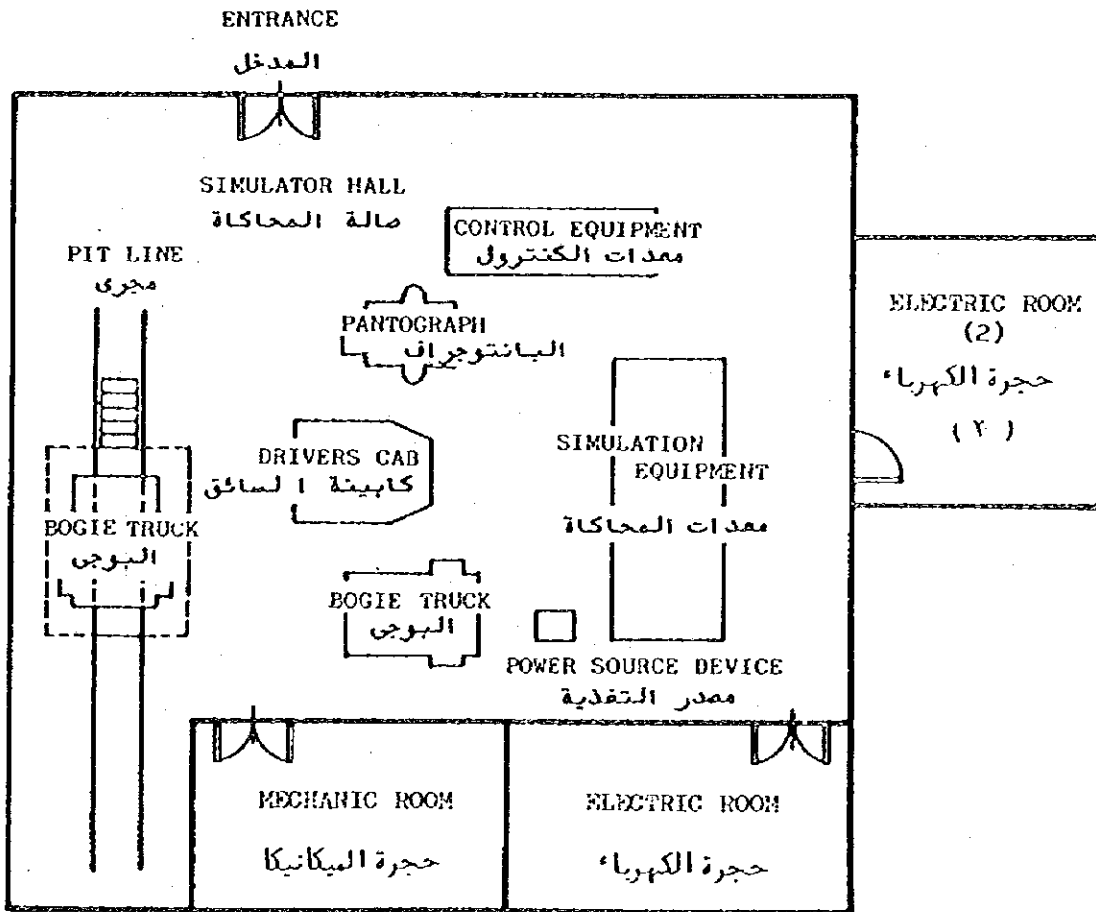 ENTRANCE
المدخل
SIMULATOR HALL
صالة المحاكاة
CONTROL EQUIPMENT
معدات الكنترول
PIT LINE
مجرى
PANTOGRAPH
البانتوجراف
ELECTRIC ROOM
(2)
حجرة الكهرباء
(٢)
DRIVERS CAB
كابينة السائق
SIMULATION
EQUIPMENT
معدات المحاكاة
BOGIE TRUCK
البوجى
BOGIE TRUCK
البوجى
POWER SOURCE DEVICE
مصدر التغذية
MECHANIC ROOM
حجرة الميكانيكا
ELECTRIC ROOM
حجرة الكهرباء